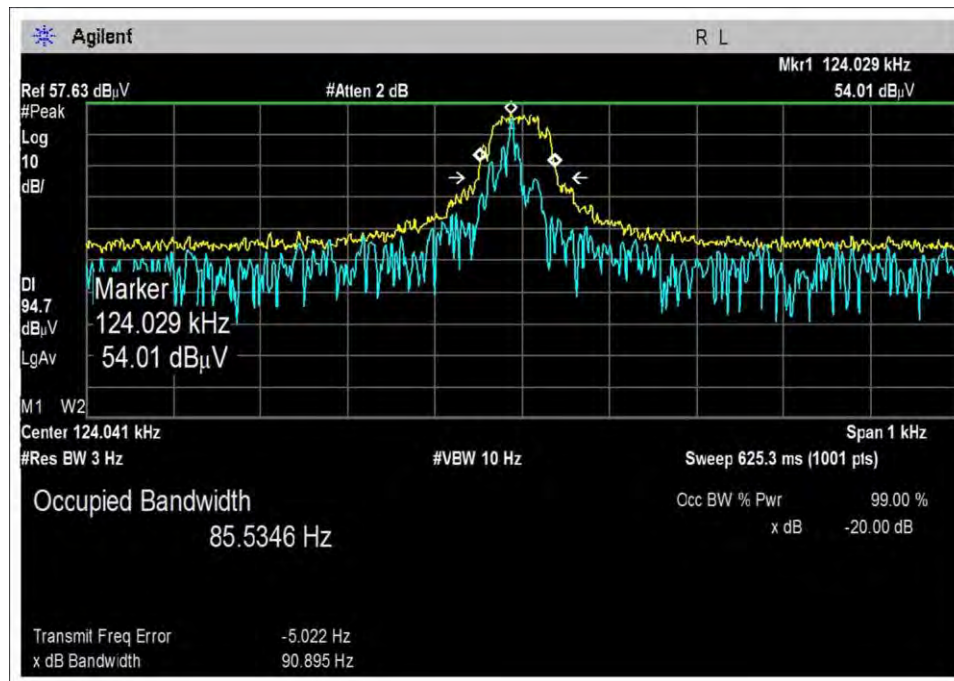 Agilent R L
Mkr1 124.029 kHz
Ref 57.63 dBμV #Atten 2 dB 54.01 dBμV
#Peak
Log
10
dB/
DI
94.7
dBμV
LgAv
Marker
124.029 kHz
54.01 dBμV
M1 W2
Center 124.041 kHz Span 1 kHz
#Res BW 3 Hz #VBW 10 Hz Sweep 625.3 ms (1001 pts)
Occupied Bandwidth Occ BW % Pwr 99.00 %
85.5346 Hz x dB -20.00 dB
Transmit Freq Error -5.022 Hz
x dB Bandwidth 90.895 Hz